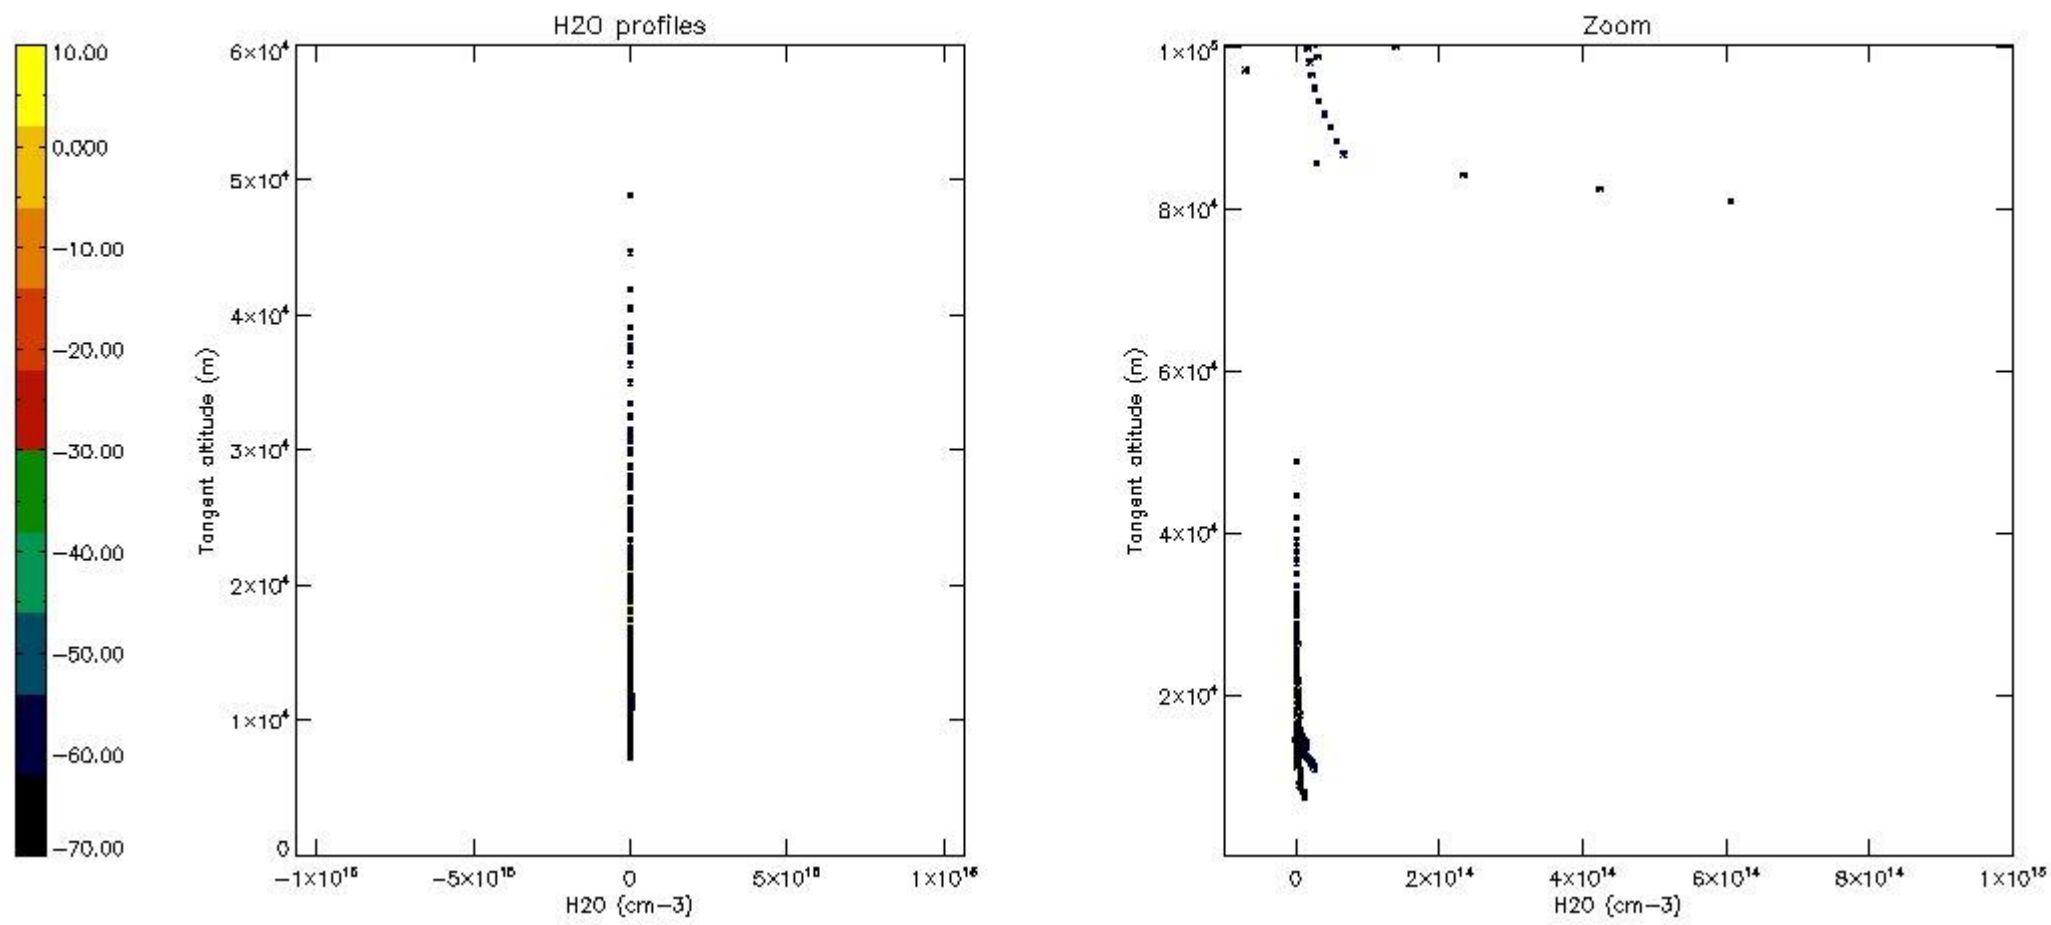 10.00
0.000
−10.00
−20.00
−30.00
−40.00
−50.00
−60.00
−70.00
H2O profiles
Tangent altitude (m)
6×10⁴
5×10⁴
4×10⁴
3×10⁴
2×10⁴
1×10⁴
0
−1×10¹⁶ −5×10¹⁵ 0 5×10¹⁵ 1×10¹⁶
H2O (cm−3)
Zoom
Tangent altitude (m)
1×10⁵
8×10⁴
6×10⁴
4×10⁴
2×10⁴
0 2×10¹⁴ 4×10¹⁴ 6×10¹⁴ 8×10¹⁴ 1×10¹⁵
H2O (cm−3)